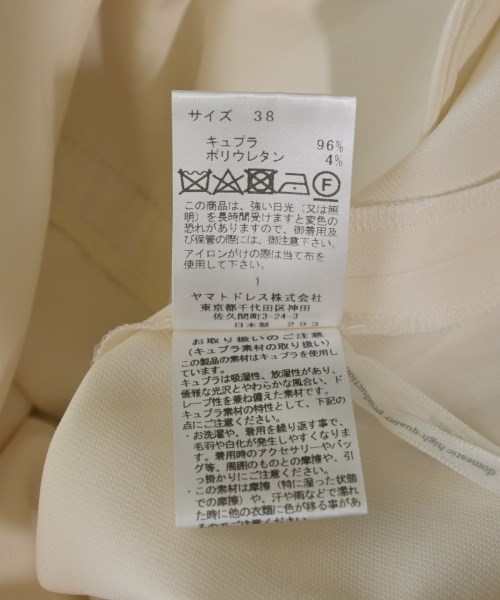 サイズ 38
キュプラ 96%
ポリウレタン 4%
F
この商品は、強い日光(又は照
明)を長時間受けますと変色の
恐れがありますので、御着用及
び保管の際には、御注意下さい。
アイロンがけの際は当て布を
使用して下さい。
1
ヤマトドレス株式会社
東京都千代田区神田
佐久間町3-24-3
日本製 293
お取り扱いのご注意
(キュプラ素材の取り扱い)
この製品の素材はキュプラを使用し
ています。
キュプラは吸湿性、放湿性があり、
優雅な光沢とやわらかな風合い、ド
レープ性を兼ね備えた素材です。
キュプラ素材の特性として、下記の
点にご注意ください。
・お洗濯や、着用を繰り返す事で、
毛羽や白化が発生しやすくなりま
す。着用時のアクセサリーやバッ
グ等、周囲のものとの摩擦や、引
っ掛かりにご注意ください。
・この素材は摩擦(特に湿った状態
での摩擦)や、汗や雨などで濡れ
た時に他の衣類に色が移る事があ
るのでご注意ください。
domestic high quality production